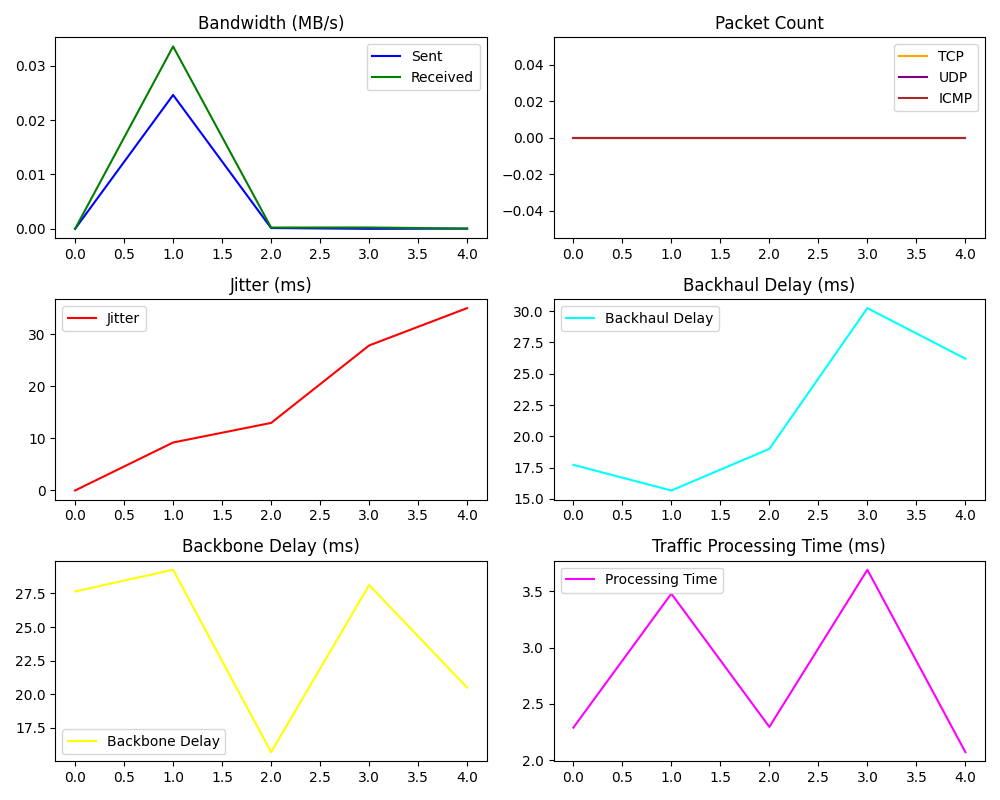 Bandwidth (MB/s)
Sent
Received
0.03
0.02
0.01
0.00
0.0 0.5 1.0 1.5 2.0 2.5 3.0 3.5 4.0
Packet Count
TCP
UDP
ICMP
0.04
0.02
0.00
−0.02
−0.04
0.0 0.5 1.0 1.5 2.0 2.5 3.0 3.5 4.0
Jitter (ms)
Jitter
30
20
10
0
0.0 0.5 1.0 1.5 2.0 2.5 3.0 3.5 4.0
Backhaul Delay (ms)
Backhaul Delay
30.0
27.5
25.0
22.5
20.0
17.5
15.0
0.0 0.5 1.0 1.5 2.0 2.5 3.0 3.5 4.0
Backbone Delay (ms)
27.5
25.0
22.5
20.0
17.5
Backbone Delay
0.0 0.5 1.0 1.5 2.0 2.5 3.0 3.5 4.0
Traffic Processing Time (ms)
Processing Time
3.5
3.0
2.5
2.0
0.0 0.5 1.0 1.5 2.0 2.5 3.0 3.5 4.0